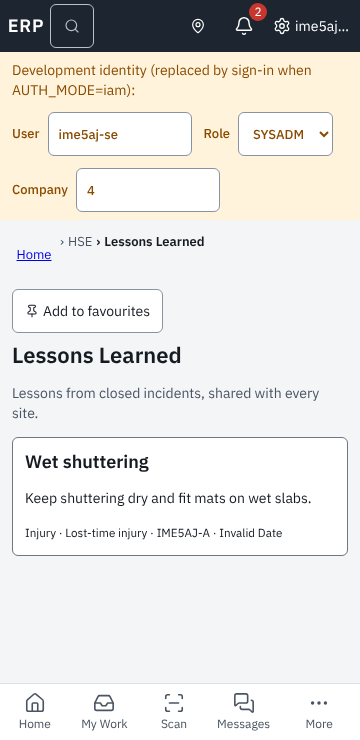 ERP
2
ime5aj...
Development identity (replaced by sign-in when
AUTH_MODE=iam):
User
ime5aj-se
Role
SYSADM
Company
4
Home › HSE › Lessons Learned
Add to favourites
Lessons Learned
Lessons from closed incidents, shared with every
site.
Wet shuttering
Keep shuttering dry and fit mats on wet slabs.
Injury · Lost-time injury · IME5AJ-A · Invalid Date
Home
My Work
Scan
Messages
More